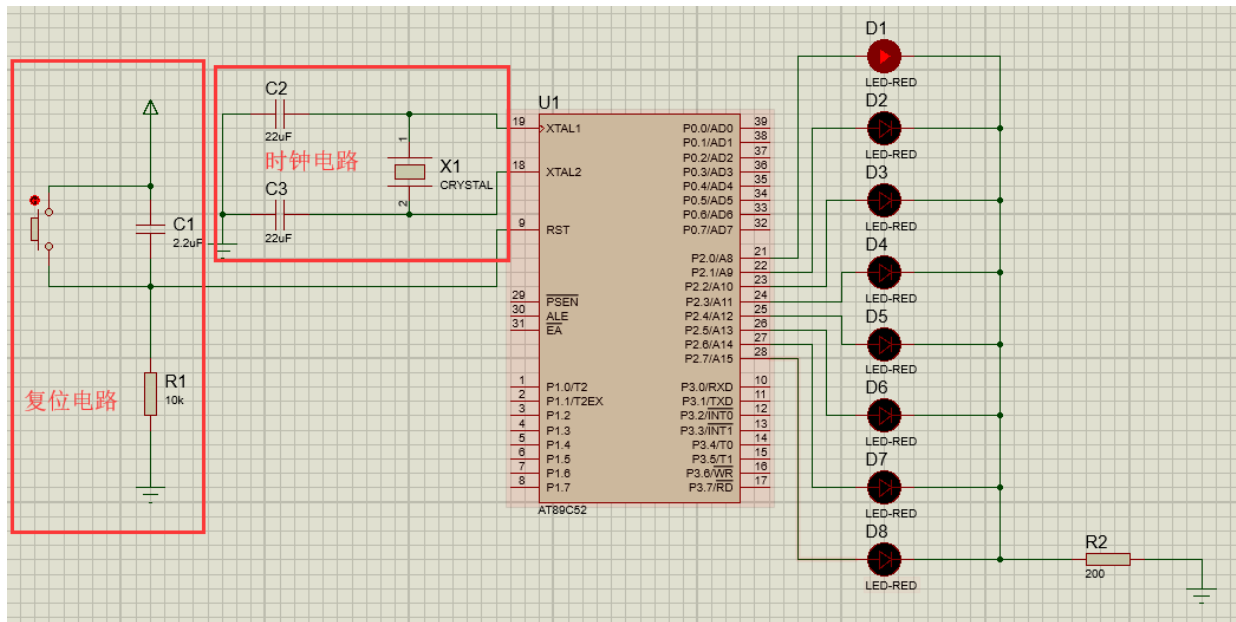 C2
22uF
时钟电路
1
X1
CRYSTAL
2
C3
22uF
C1
2.2uF
复位电路
R1
10k
U1
19 XTAL1
18 XTAL2
9 RST
29 PSEN
30 ALE
31 EA
1 P1.0/T2
2 P1.1/T2EX
3 P1.2
4 P1.3
5 P1.4
6 P1.5
7 P1.6
8 P1.7
P0.0/AD0 39
P0.1/AD1 38
P0.2/AD2 37
P0.3/AD3 36
P0.4/AD4 35
P0.5/AD5 34
P0.6/AD6 33
P0.7/AD7 32
P2.0/A8 21
P2.1/A9 22
P2.2/A10 23
P2.3/A11 24
P2.4/A12 25
P2.5/A13 26
P2.6/A14 27
P2.7/A15 28
P3.0/RXD 10
P3.1/TXD 11
P3.2/INT0 12
P3.3/INT1 13
P3.4/T0 14
P3.5/T1 15
P3.6/WR 16
P3.7/RD 17
AT89C52
D1
LED-RED
D2
LED-RED
D3
LED-RED
D4
LED-RED
D5
LED-RED
D6
LED-RED
D7
LED-RED
D8
LED-RED
R2
200